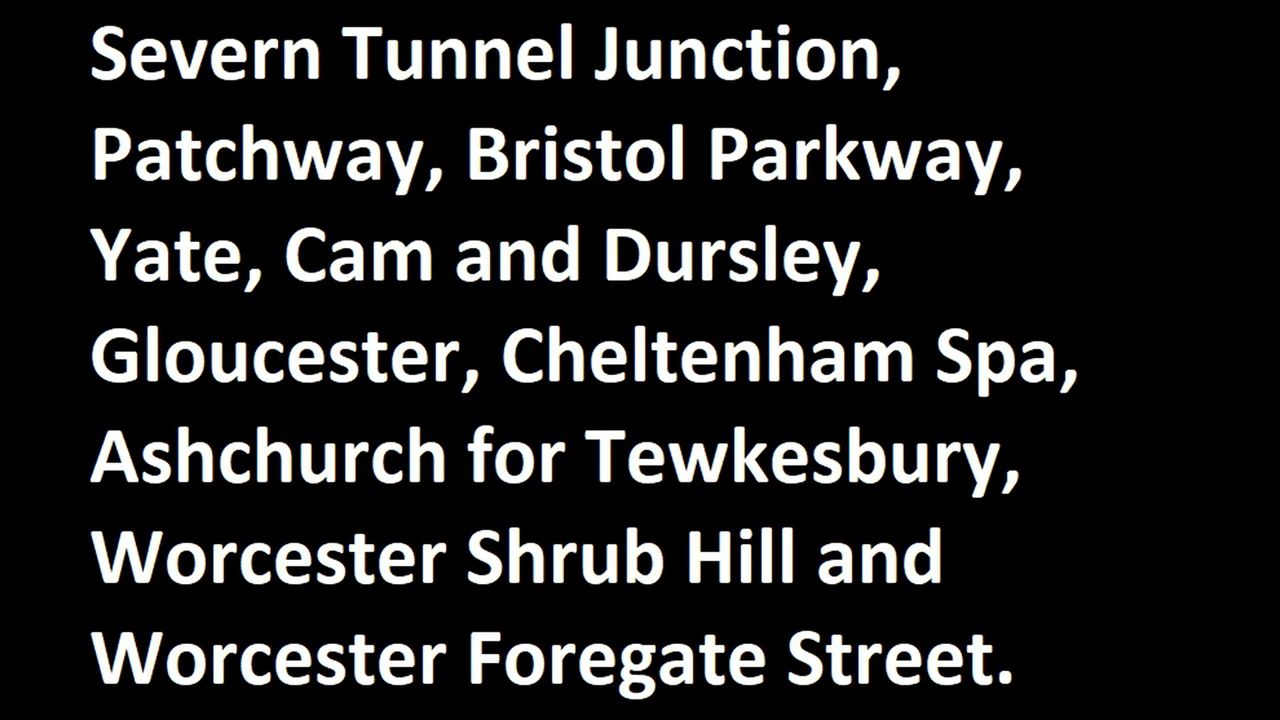 Severn Tunnel Junction,
Patchway, Bristol Parkway,
Yate, Cam and Dursley,
Gloucester, Cheltenham Spa,
Ashchurch for Tewkesbury,
Worcester Shrub Hill and
Worcester Foregate Street.